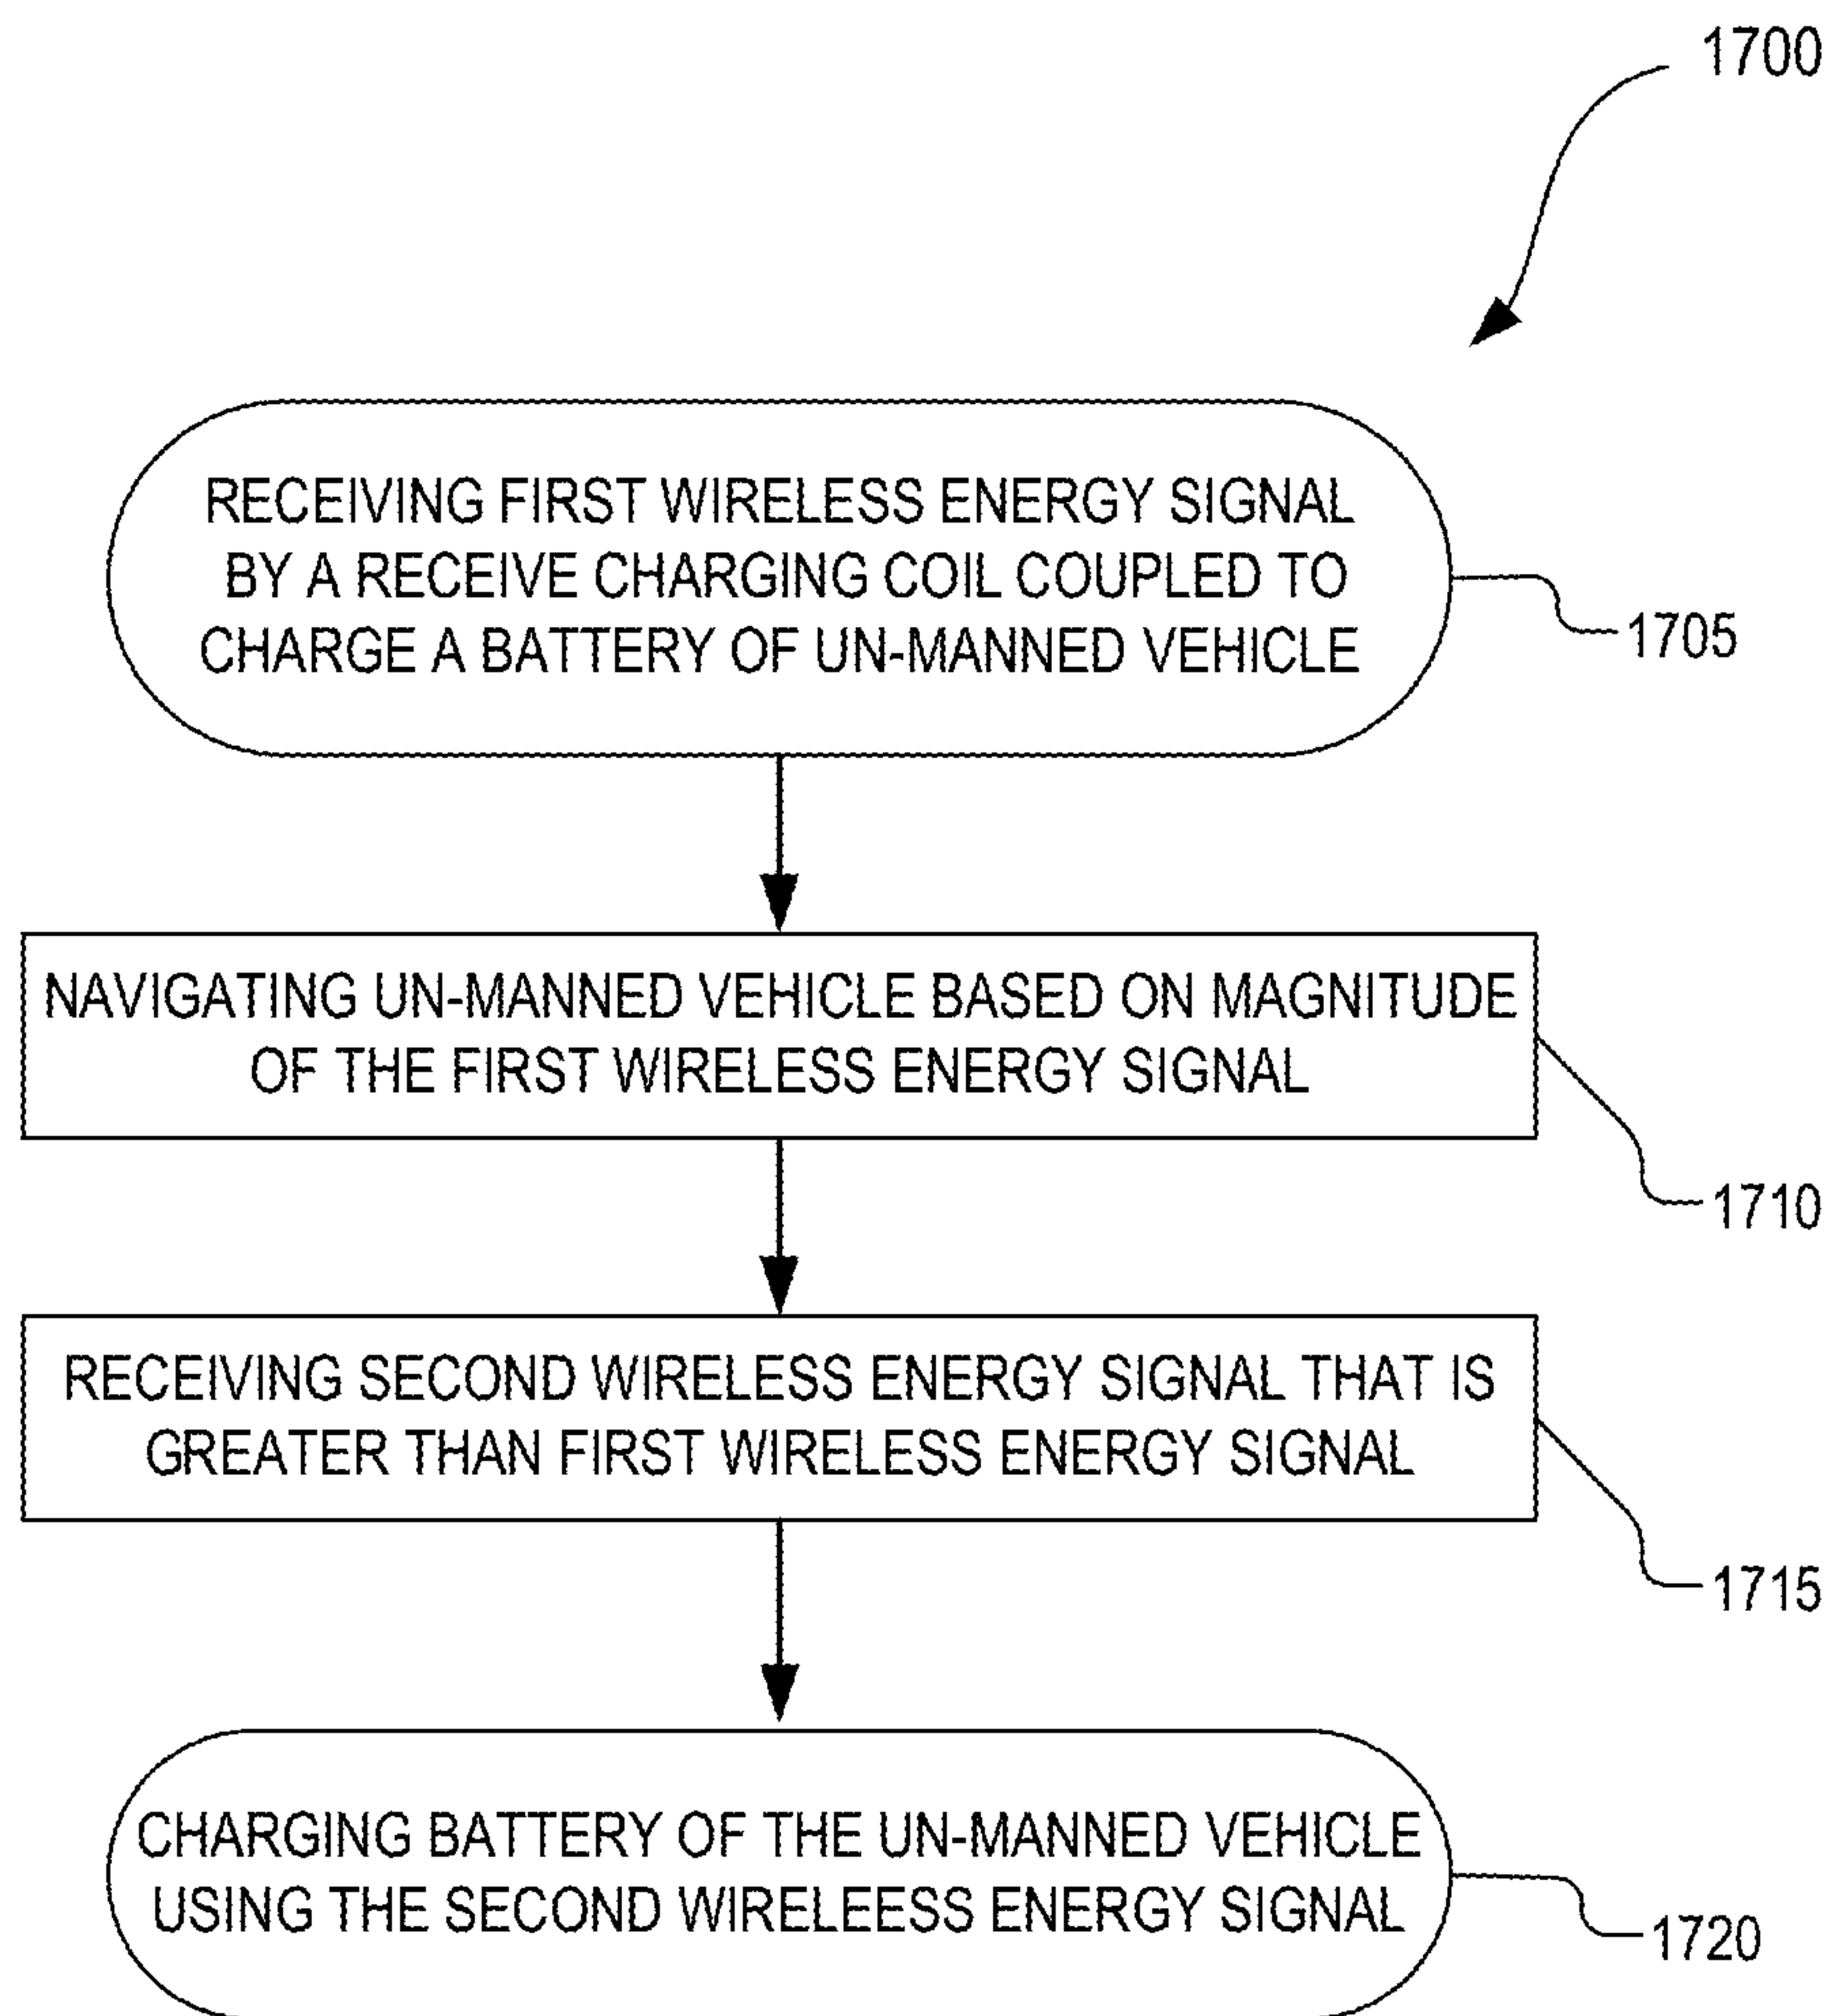 1700
RECEIVING FIRST WIRELESS ENERGY SIGNAL
BY A RECEIVE CHARGING COIL COUPLED TO
CHARGE A BATTERY OF UN-MANNED VEHICLE
1705
NAVIGATING UN-MANNED VEHICLE BASED ON MAGNITUDE
OF THE FIRST WIRELESS ENERGY SIGNAL
1710
RECEIVING SECOND WIRELESS ENERGY SIGNAL THAT IS
GREATER THAN FIRST WIRELESS ENERGY SIGNAL
1715
CHARGING BATTERY OF THE UN-MANNED VEHICLE
USING THE SECOND WIRELEESS ENERGY SIGNAL
1720